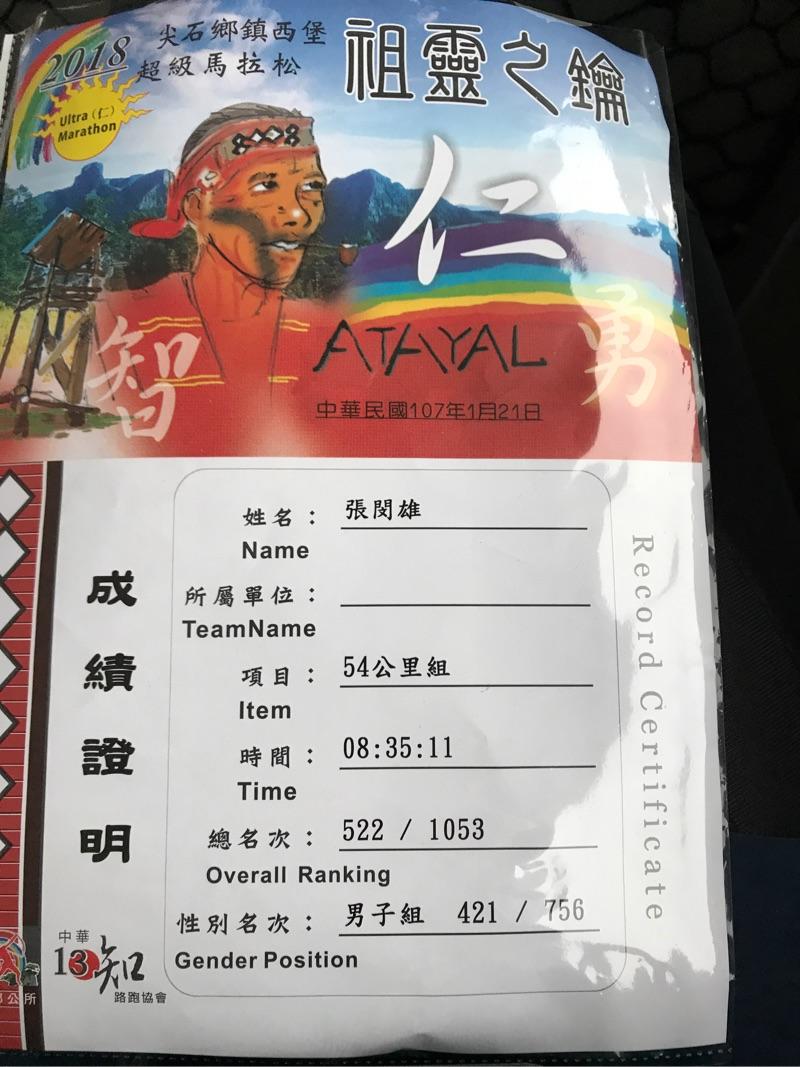 2018
尖石鄉鎮西堡
超級馬拉松
祖靈之鑰
Ultra (仁)
Marathon
仁
智
勇
ATAYAL
中華民國107年1月21日
成績證明
姓名： 張閔雄
Name
所屬單位：
TeamName
項目： 54公里組
Item
時間： 08:35:11
Time
總名次： 522 / 1053
Overall Ranking
性別名次： 男子組 421 / 756
Gender Position
Record Certificate
中華
13知
路跑協會
公所